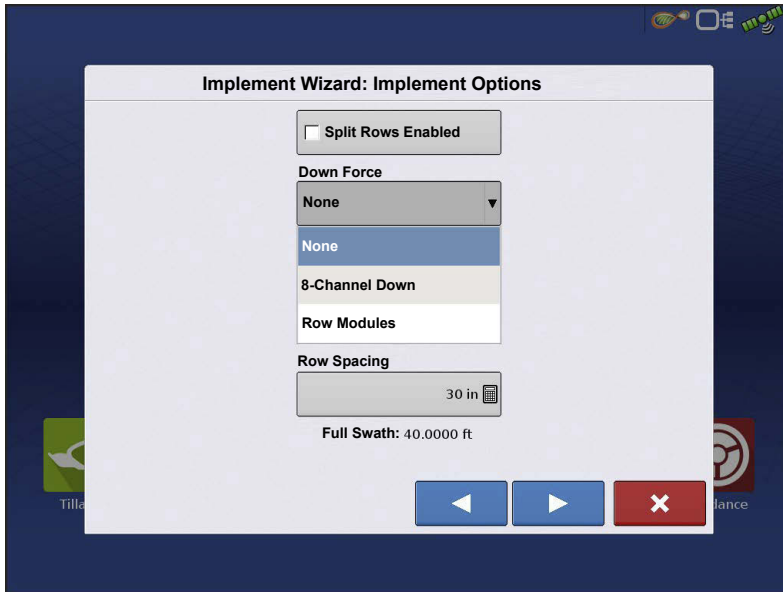 Implement Wizard: Implement Options
Split Rows Enabled
Down Force
None
None
8-Channel Down
Row Modules
Row Spacing
30 in
Full Swath: 40.0000 ft
Tilla
dance